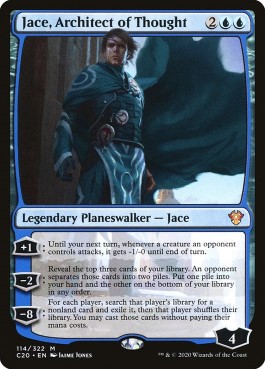 Jace, Architect of Thought 2
Legendary Planeswalker — Jace
+1 : Until your next turn, whenever a creature an opponent
controls attacks, it gets -1/-0 until end of turn.
-2 : Reveal the top three cards of your library. An opponent
separates those cards into two piles. Put one pile into
your hand and the other on the bottom of your library
in any order.
-8 : For each player, search that player's library for a
nonland card and exile it, then that player shuffles their
library. You may cast those cards without paying their
mana costs.
4
114/322 M
C20 • EN Jaime Jones
™ & © 2020 Wizards of the Coast